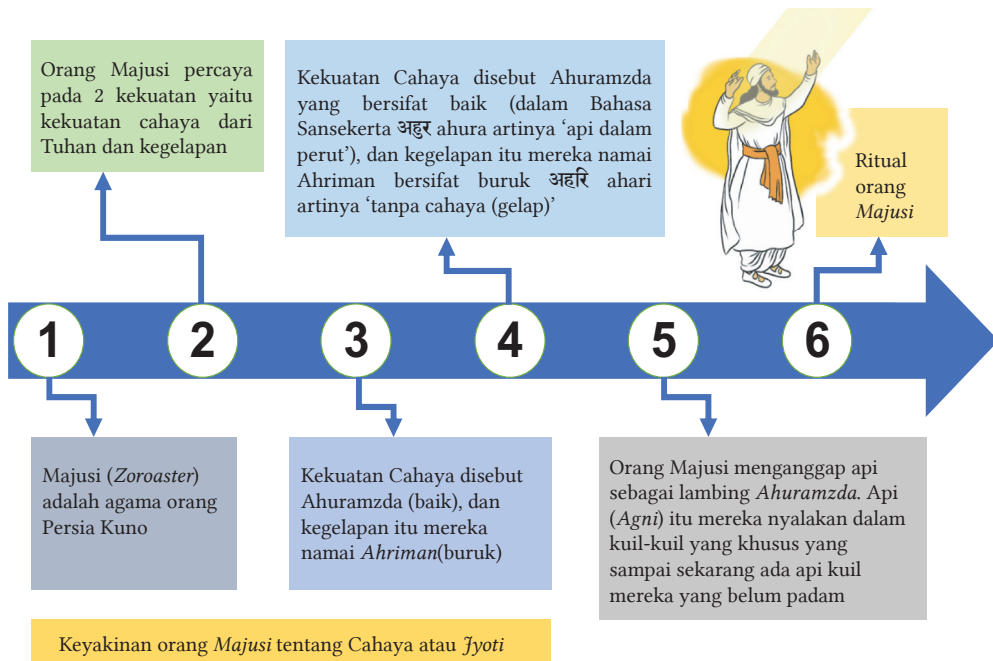 Orang Majusi percaya
pada 2 kekuatan yaitu
kekuatan cahaya dari
Tuhan dan kegelapan
Kekuatan Cahaya disebut Ahuramzda
yang bersifat baik (dalam Bahasa
Sansekerta अहुर ahura artinya ‘api dalam
perut’), dan kegelapan itu mereka namai
Ahriman bersifat buruk अहरि ahari
artinya ‘tanpa cahaya (gelap)’
Ritual
orang
Majusi
1 2 3 4 5 6
Majusi (Zoroaster)
adalah agama orang
Persia Kuno
Kekuatan Cahaya disebut
Ahuramzda (baik), dan
kegelapan itu mereka
namai Ahriman(buruk)
Orang Majusi menganggap api
sebagai lambing Ahuramzda. Api
(Agni) itu mereka nyalakan dalam
kuil-kuil yang khusus yang
sampai sekarang ada api kuil
mereka yang belum padam
Keyakinan orang Majusi tentang Cahaya atau Jyoti